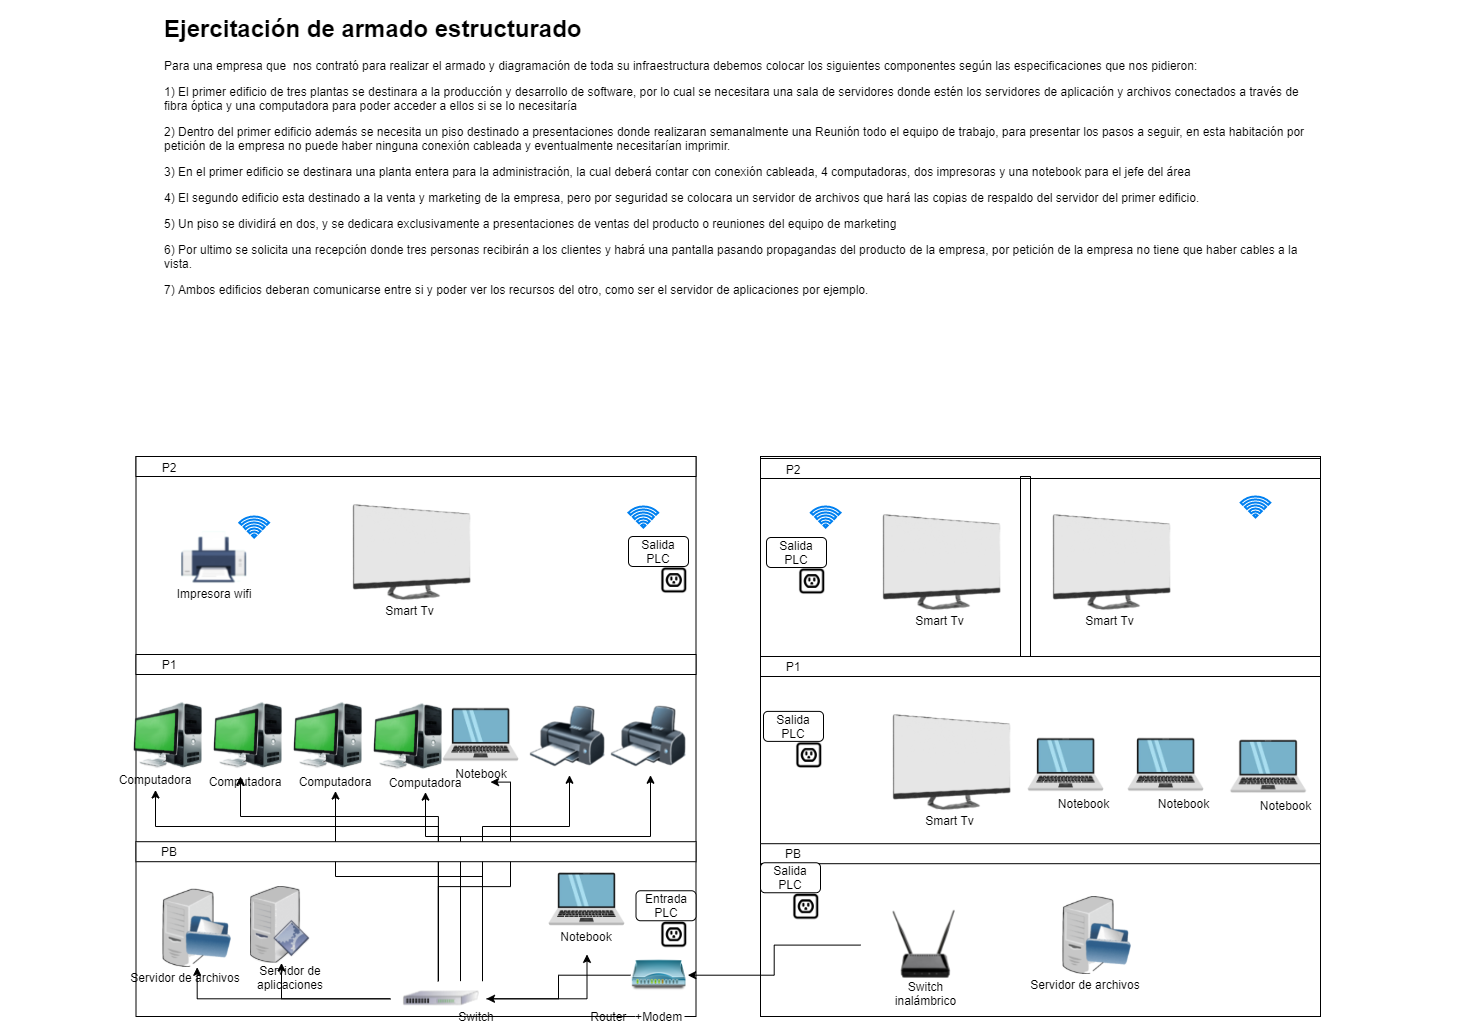 Ejercitación de armado estructurado
Para una empresa que  nos contrató para realizar el armado y diagramación de toda su infraestructura debemos colocar los siguientes componentes según las especificaciones que nos pidieron:
1) El primer edificio de tres plantas se destinara a la producción y desarrollo de software, por lo cual se necesitara una sala de servidores donde estén los servidores de aplicación y archivos conectados a través de
fibra óptica y una computadora para poder acceder a ellos si se lo necesitaría
2) Dentro del primer edificio además se necesita un piso destinado a presentaciones donde realizaran semanalmente una Reunión todo el equipo de trabajo, para presentar los pasos a seguir, en esta habitación por
petición de la empresa no puede haber ninguna conexión cableada y eventualmente necesitarían imprimir.
3) En el primer edificio se destinara una planta entera para la administración, la cual deberá contar con conexión cableada, 4 computadoras, dos impresoras y una notebook para el jefe del área
4) El segundo edificio esta destinado a la venta y marketing de la empresa, pero por seguridad se colocara un servidor de archivos que hará las copias de respaldo del servidor del primer edificio.
5) Un piso se dividirá en dos, y se dedicara exclusivamente a presentaciones de ventas del producto o reuniones del equipo de marketing
6) Por ultimo se solicita una recepción donde tres personas recibirán a los clientes y habrá una pantalla pasando propagandas del producto de la empresa, por petición de la empresa no tiene que haber cables a la
vista.
7) Ambos edificios deberan comunicarse entre si y poder ver los recursos del otro, como ser el servidor de aplicaciones por ejemplo.
P2
Impresora wifi
Smart Tv
Salida
PLC
P1
Computadora
Computadora
Computadora
Computadora
Notebook
PB
Servidor de archivos
Servidor de
aplicaciones
Notebook
Entrada
PLC
Switch
Router +Modem
P2
Salida
PLC
Smart Tv
Smart Tv
P1
Salida
PLC
Smart Tv
Notebook
Notebook
Notebook
PB
Salida
PLC
Switch
inalámbrico
Servidor de archivos